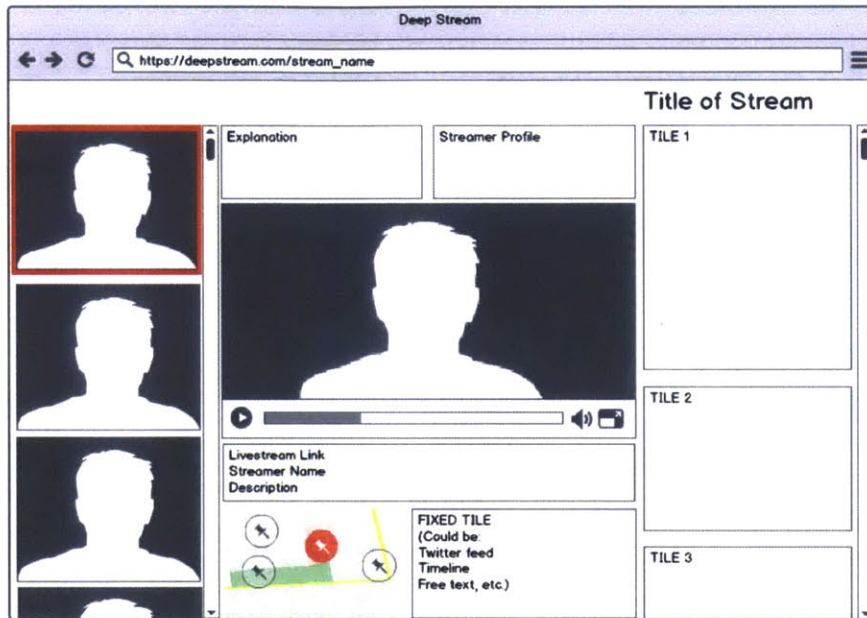 Deep Stream
https://deepstream.com/stream_name
Title of Stream
Explanation
Streamer Profile
TILE 1
TILE 2
Livestream Link
Streamer Name
Description
FIXED TILE
(Could be:
Twitter feed
Timeline
Free text, etc.)
TILE 3